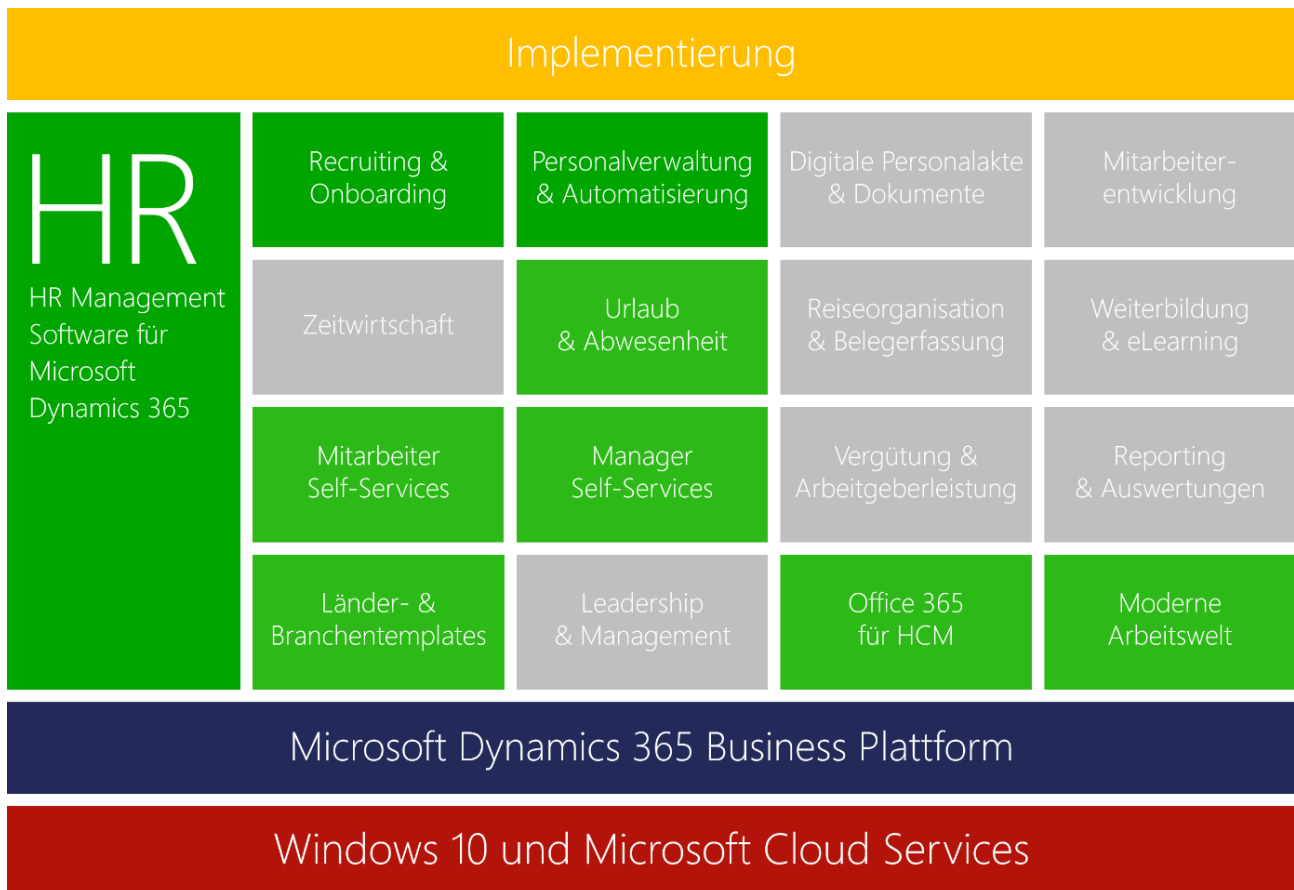 Implementierung
HR
HR Management
Software für
Microsoft
Dynamics 365
Recruiting &
Onboarding
Personalverwaltung
& Automatisierung
Digitale Personalakte
& Dokumente
Mitarbeiter-
entwicklung
Zeitwirtschaft
Urlaub
& Abwesenheit
Reiseorganisation
& Belegerfassung
Weiterbildung
& eLearning
Mitarbeiter
Self-Services
Manager
Self-Services
Vergütung &
Arbeitgeberleistung
Reporting
& Auswertungen
Länder- &
Branchentemplates
Leadership
& Management
Office 365
für HCM
Moderne
Arbeitswelt
Microsoft Dynamics 365 Business Plattform
Windows 10 und Microsoft Cloud Services